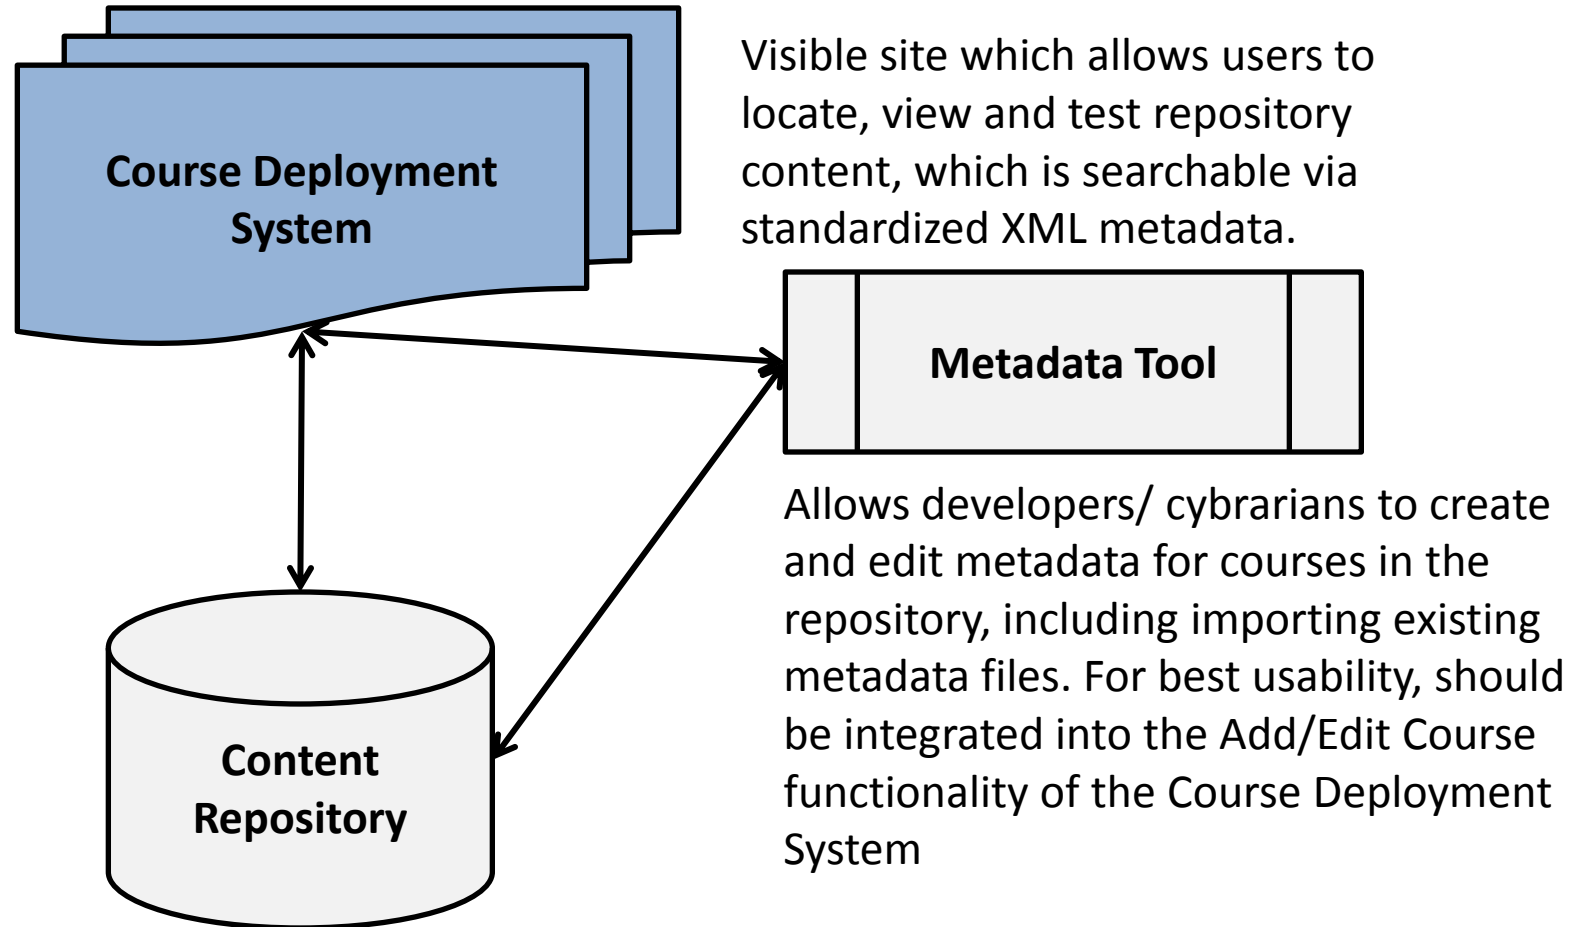 Course Deployment
System
Visible site which allows users to
locate, view and test repository
content, which is searchable via
standardized XML metadata.
Metadata Tool
Allows developers/ cybrarians to create
and edit metadata for courses in the
repository, including importing existing
metadata files. For best usability, should
be integrated into the Add/Edit Course
functionality of the Course Deployment
System
Content
Repository